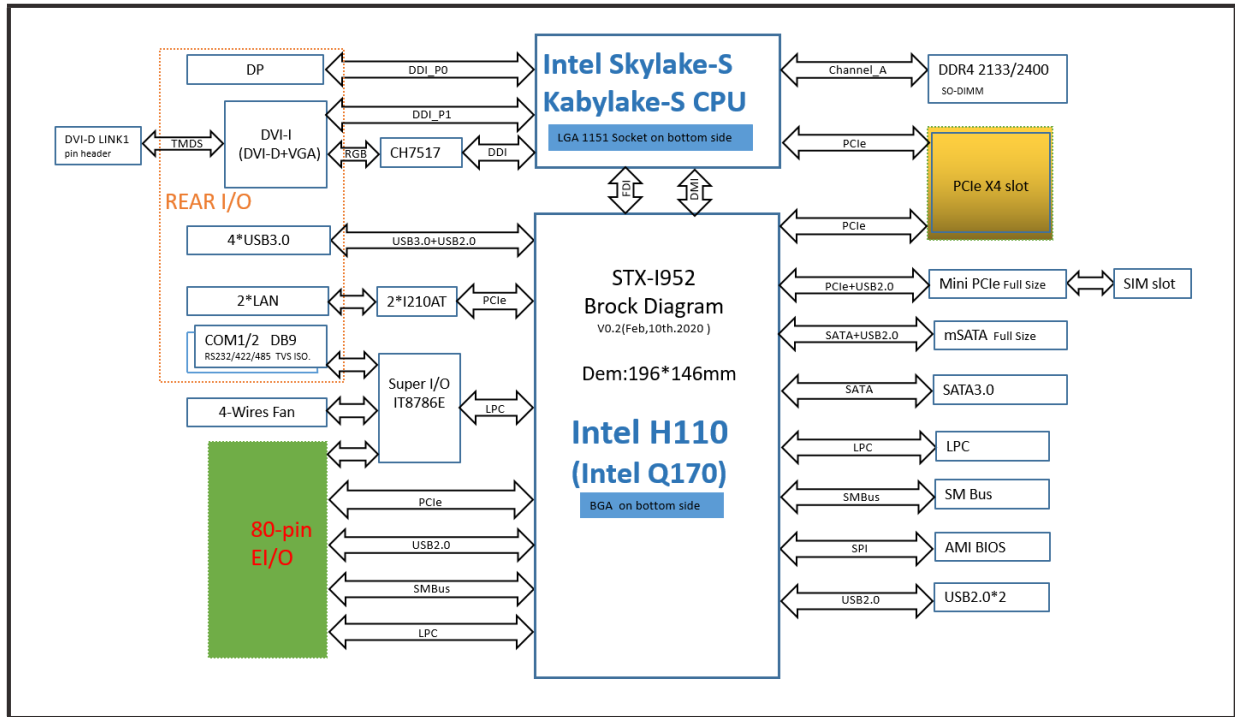 DP
DDI_P0
Intel Skylake-S
Kabylake-S CPU
LGA 1151 Socket on bottom side
Channel_A
DDR4 2133/2400
SO-DIMM
DDI_P1
DVI-D LINK1
pin header
TMDS
DVI-I
(DVI-D+VGA)
RGB
CH7517
DDI
PCIe
PCIe X4 slot
REAR I/O
FDI
DMI
4*USB3.0
USB3.0+USB2.0
PCIe
STX-I952
Brock Diagram
V0.2(Feb,10th.2020 )
Dem:196*146mm
Intel H110
(Intel Q170)
BGA on bottom side
2*LAN
2*I210AT
PCIe
PCIe+USB2.0
Mini PCIe Full Size
SIM slot
COM1/2 DB9
RS232/422/485 TVS ISO.
SATA+USB2.0
mSATA Full Size
Super I/O
IT8786E
LPC
SATA
SATA3.0
4-Wires Fan
LPC
LPC
80-pin
EI/O
PCIe
SMBus
SM Bus
USB2.0
SPI
AMI BIOS
SMBus
USB2.0
USB2.0*2
LPC